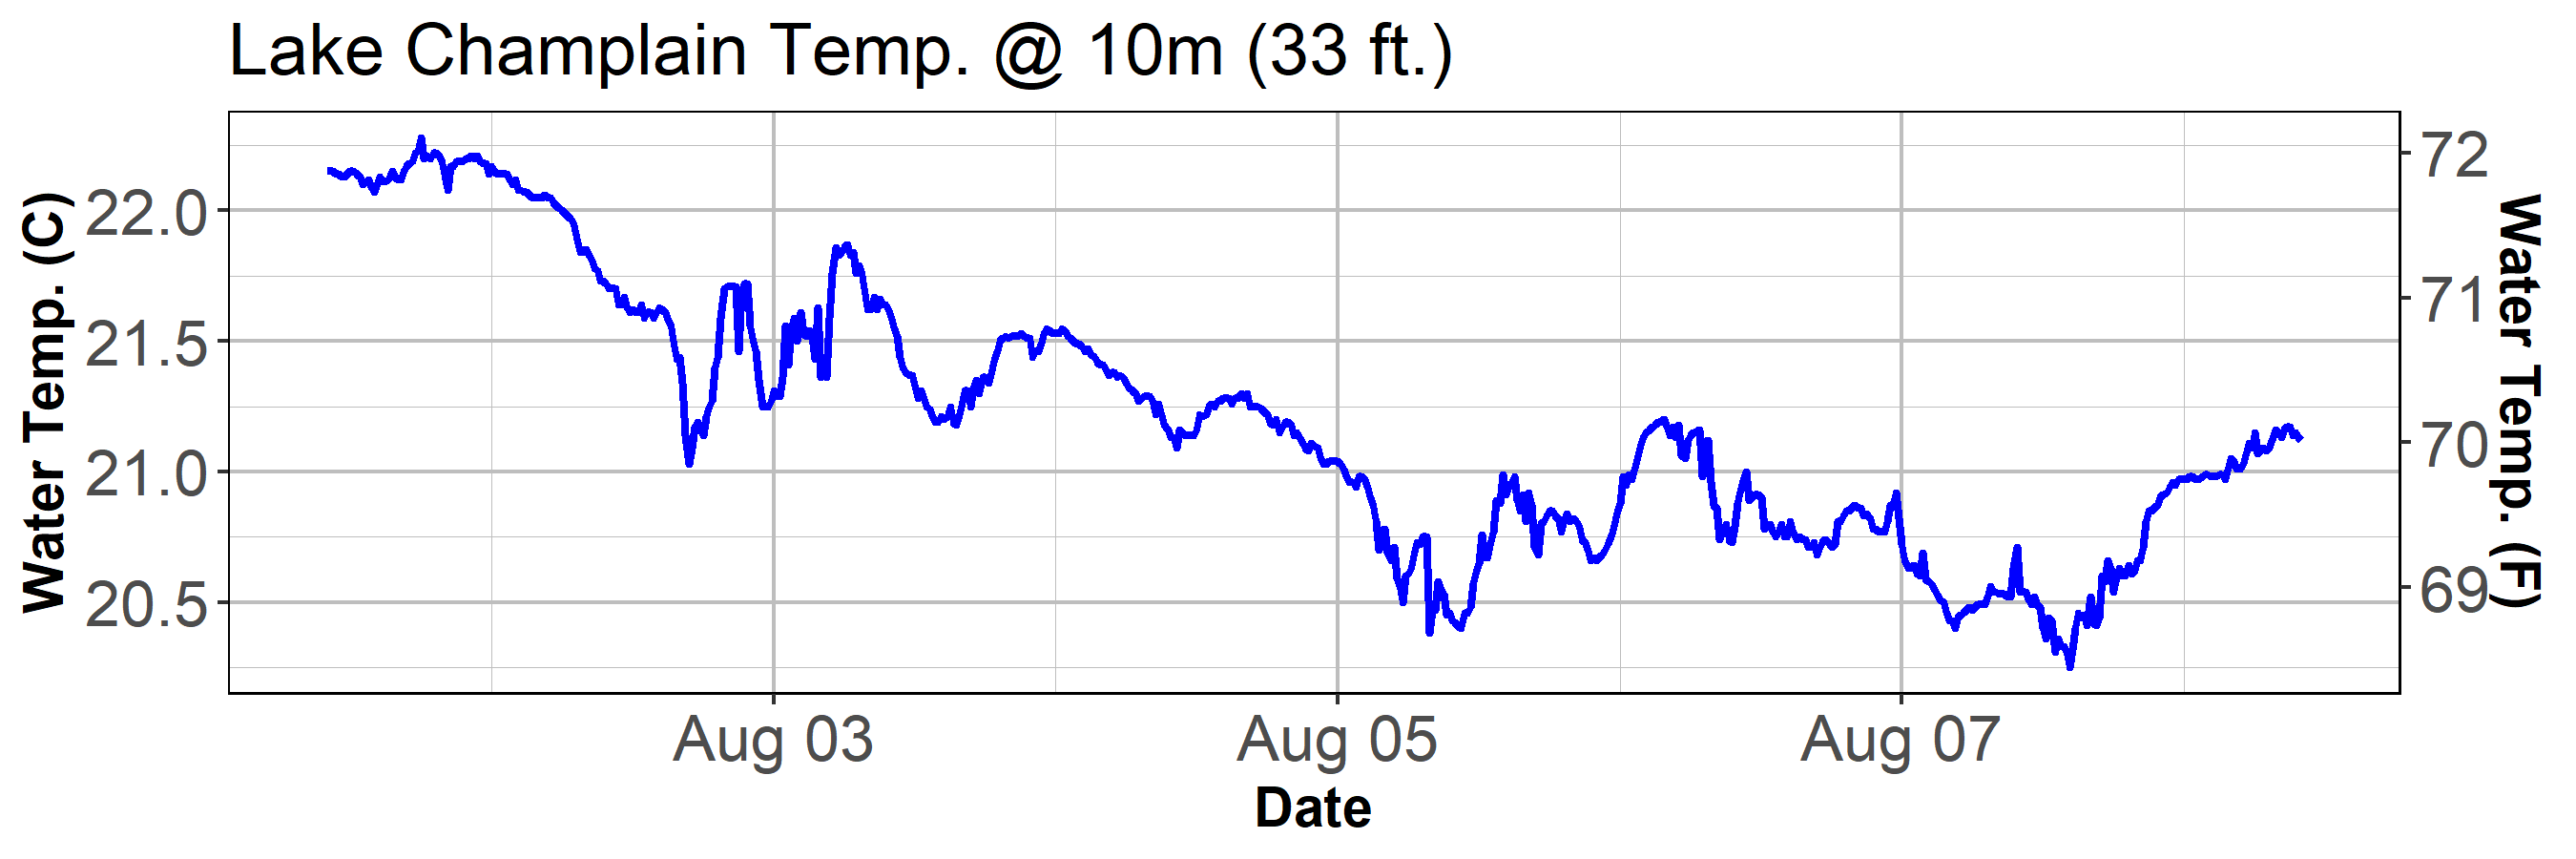 Lake Champlain Temp. @ 10m (33 ft.)
Water Temp. (C)
22.0
21.5
21.0
20.5
72
71
70
69
Water Temp. (F)
Aug 03
Aug 05
Aug 07
Date